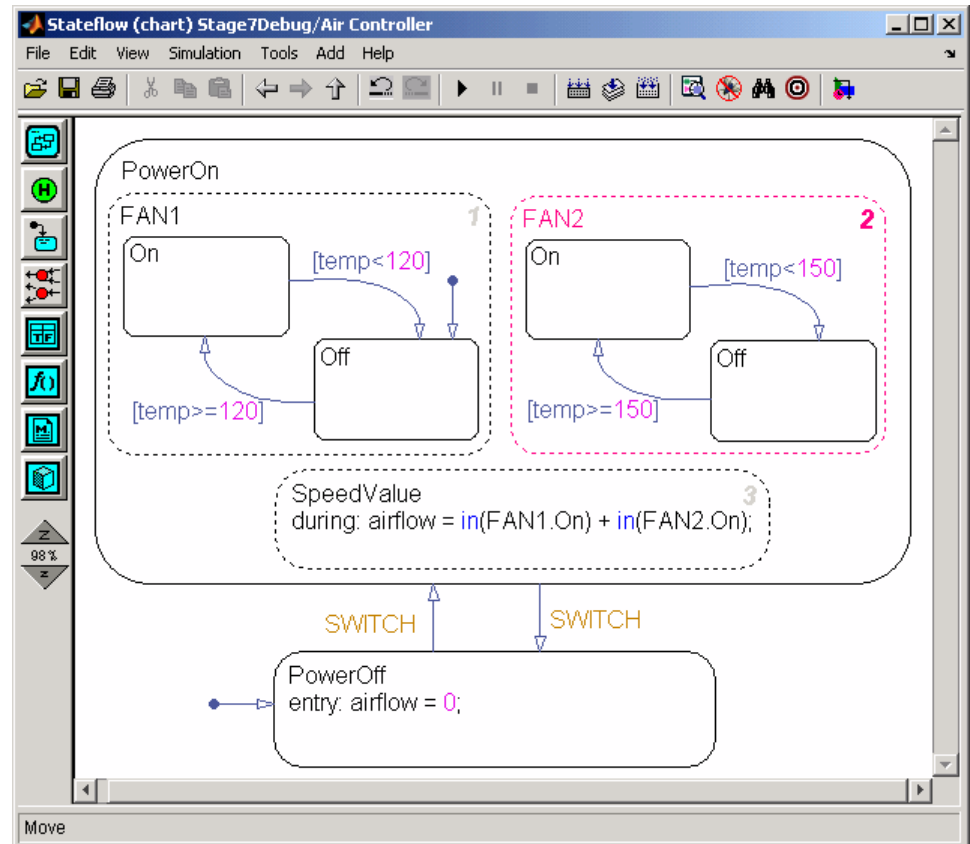 Stateflow (chart) Stage7Debug/Air Controller
File Edit View Simulation Tools Add Help
PowerOn
FAN1 1
FAN2 2
On
[temp<120]
On
[temp<150]
Off
Off
[temp>=120]
[temp>=150]
SpeedValue 3
during: airflow = in(FAN1.On) + in(FAN2.On);
98%
SWITCH
SWITCH
PowerOff
entry: airflow = 0;
Move
H
TF
f()
M
Z
z